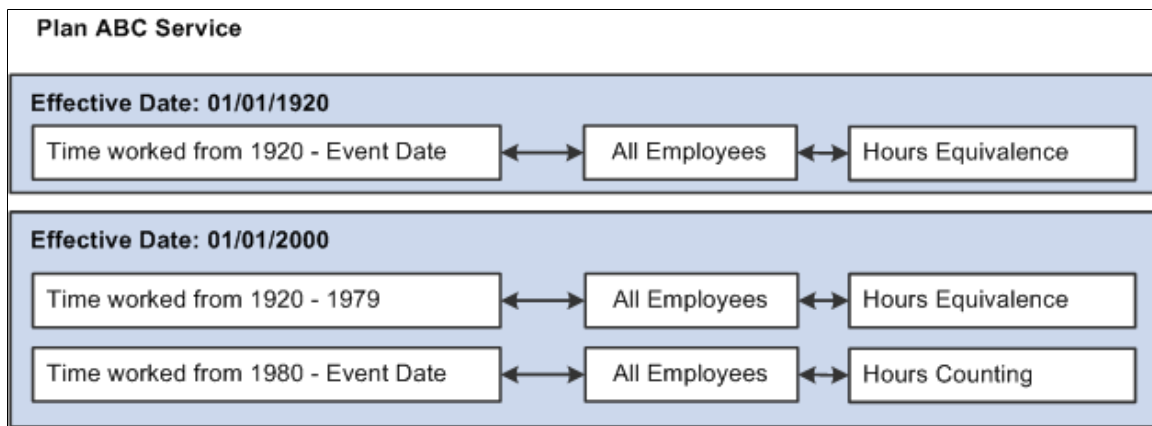 Plan ABC Service
Effective Date: 01/01/1920
Time worked from 1920 - Event Date All Employees Hours Equivalence
Effective Date: 01/01/2000
Time worked from 1920 - 1979 All Employees Hours Equivalence
Time worked from 1980 - Event Date All Employees Hours Counting